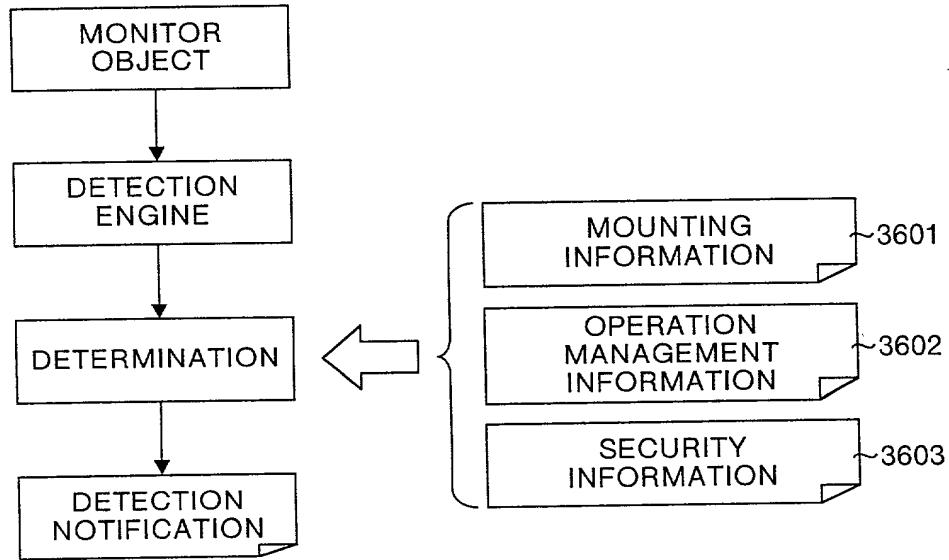 MONITOR
OBJECT
DETECTION
ENGINE
DETERMINATION
DETECTION
NOTIFICATION
MOUNTING
INFORMATION
3601
OPERATION
MANAGEMENT
INFORMATION
3602
SECURITY
INFORMATION
3603